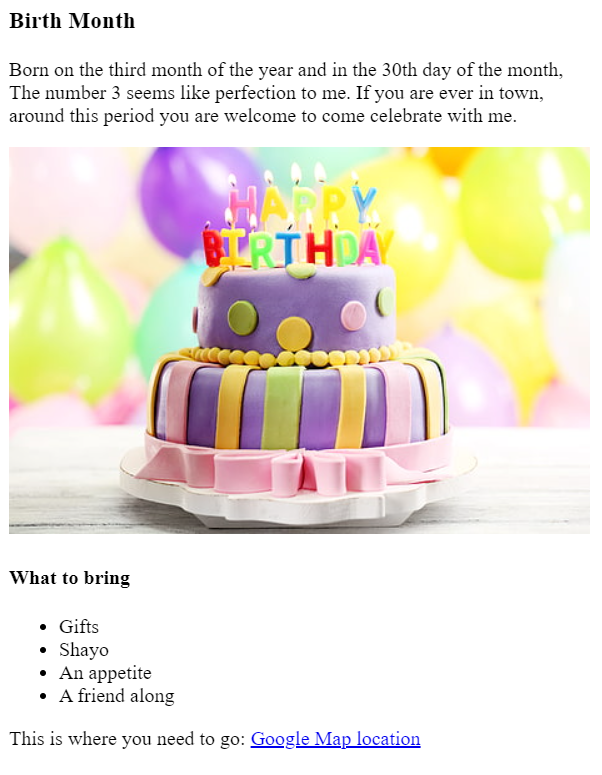 Birth Month
Born on the third month of the year and in the 30th day of the month,
The number 3 seems like perfection to me. If you are ever in town,
around this period you are welcome to come celebrate with me.
HAPPY
BIRTHDAY
What to bring
Gifts
Shayo
An appetite
A friend along
This is where you need to go: Google Map location